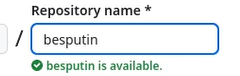 Repository name *
/ besputin
besputin is available.